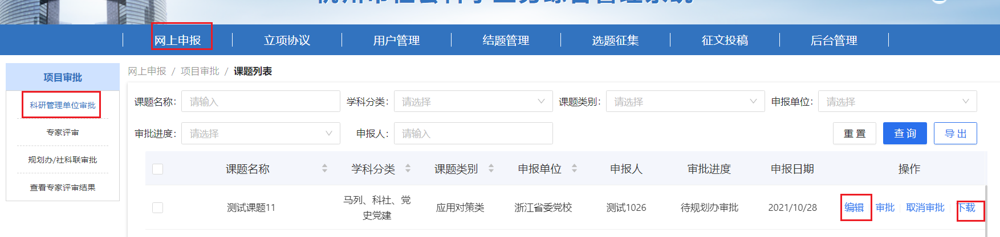 网上申报 立项协议 用户管理 结题管理 选题征集 征文投稿 后台管理
项目审批
科研管理单位审批
专家评审
规划办/社科联审批
查看专家评审结果
网上申报 / 项目审批 / 课题列表
课题名称: 请输入 学科分类: 请选择 课题类别: 请选择 申报单位: 请选择
审批进度: 请选择 申报人: 请输入 重 置 查 询 导 出
课题名称 学科分类 课题类别 申报单位 申报人 审批进度 申报日期 操作
测试课题11 马列、科社、党 应用对策类 浙江省委党校 测试1026 待规划办审批 2021/10/28 编辑 审批 取消审批 下载
史党建